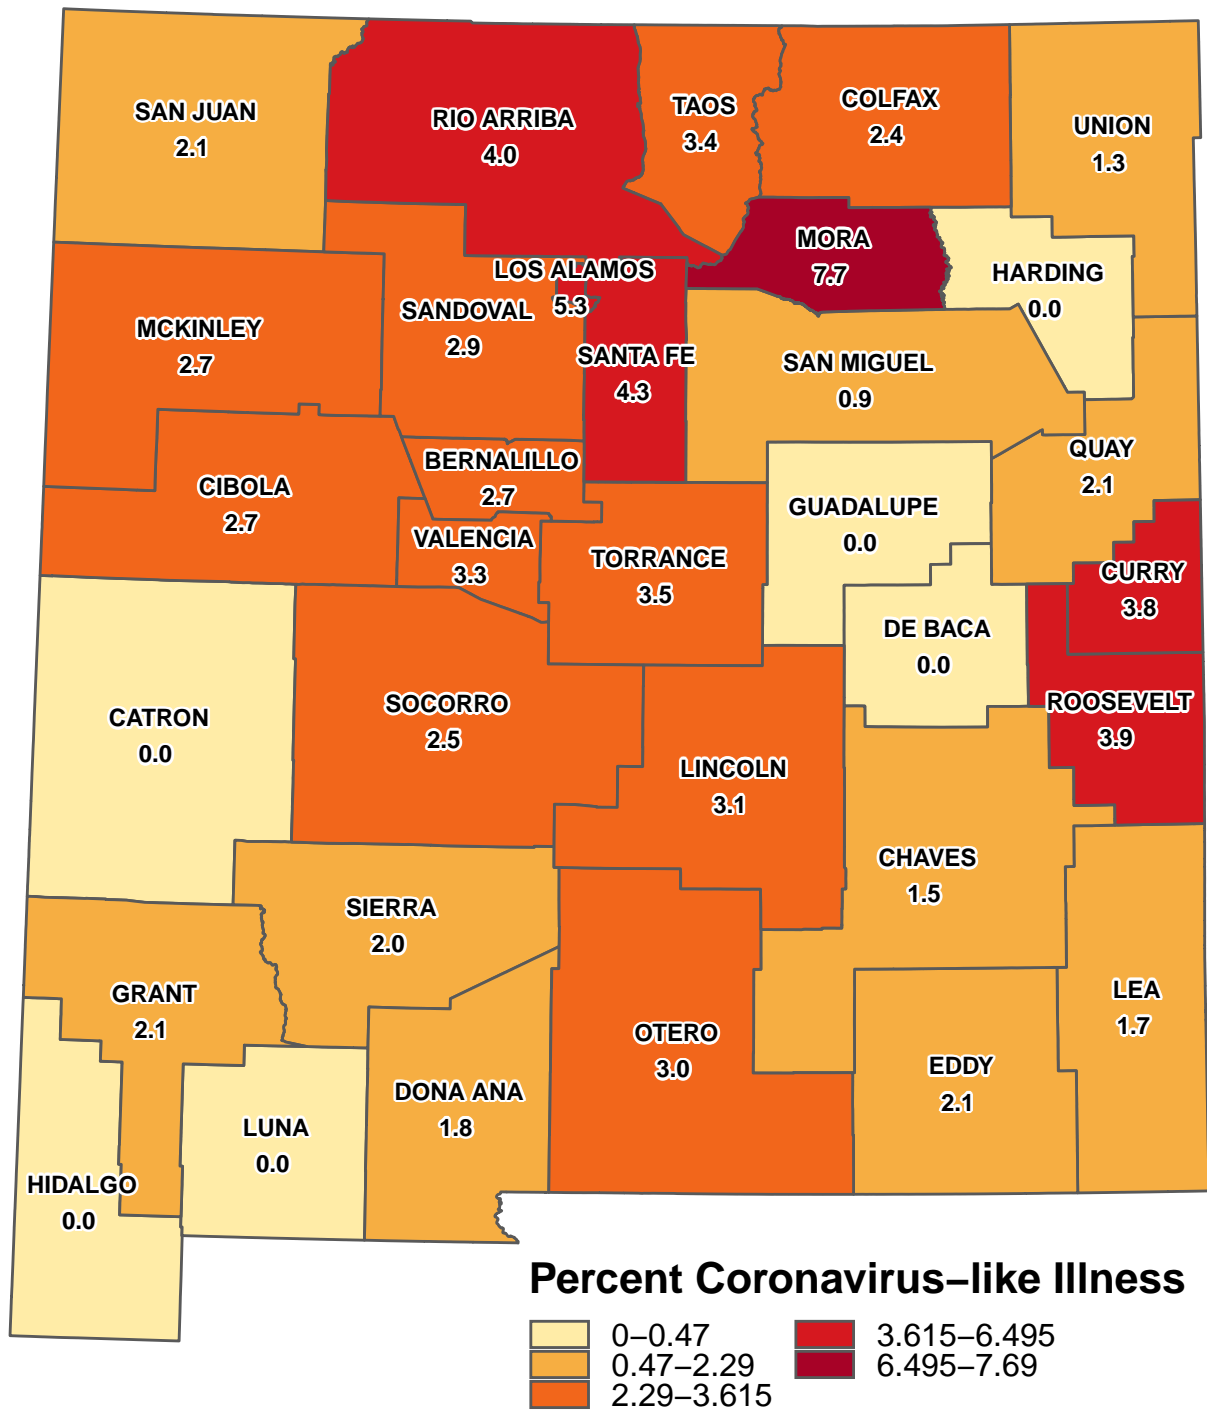 SAN JUAN
2.1
RIO ARRIBA
4.0
TAOS
3.4
COLFAX
2.4
UNION
1.3
MORA
7.7
HARDING
0.0
LOS ALAMOS
5.3
SANDOVAL
2.9
MCKINLEY
2.7
SANTA FE
4.3
SAN MIGUEL
0.9
QUAY
2.1
BERNALILLO
2.7
CIBOLA
2.7
GUADALUPE
0.0
VALENCIA
3.3
TORRANCE
3.5
CURRY
3.8
DE BACA
0.0
ROOSEVELT
3.9
CATRON
0.0
SOCORRO
2.5
LINCOLN
3.1
CHAVES
1.5
SIERRA
2.0
GRANT
2.1
LEA
1.7
OTERO
3.0
EDDY
2.1
DONA ANA
1.8
LUNA
0.0
HIDALGO
0.0
Percent Coronavirus–like Illness
0–0.47
0.47–2.29
2.29–3.615
3.615–6.495
6.495–7.69